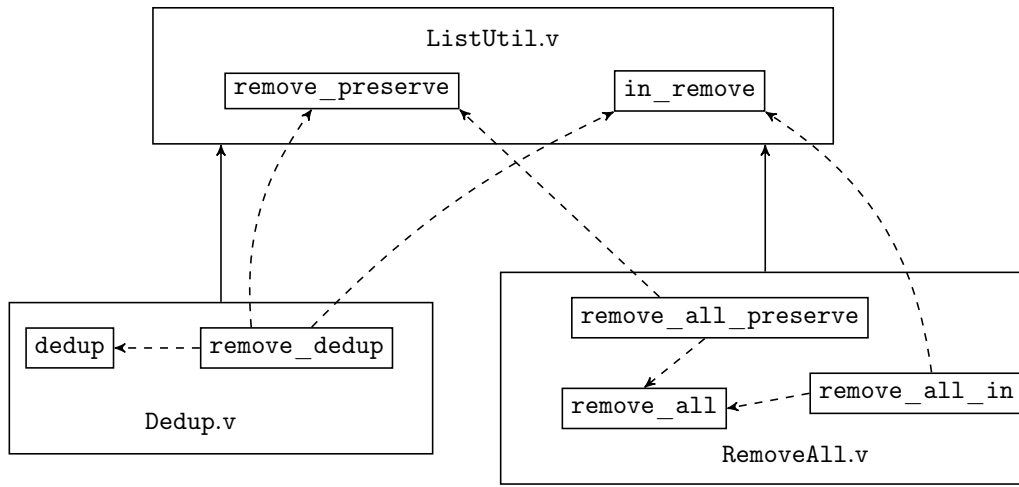 ListUtil.v
remove_preserve
in_remove
dedup
remove_dedup
Dedup.v
remove_all_preserve
remove_all
remove_all_in
RemoveAll.v